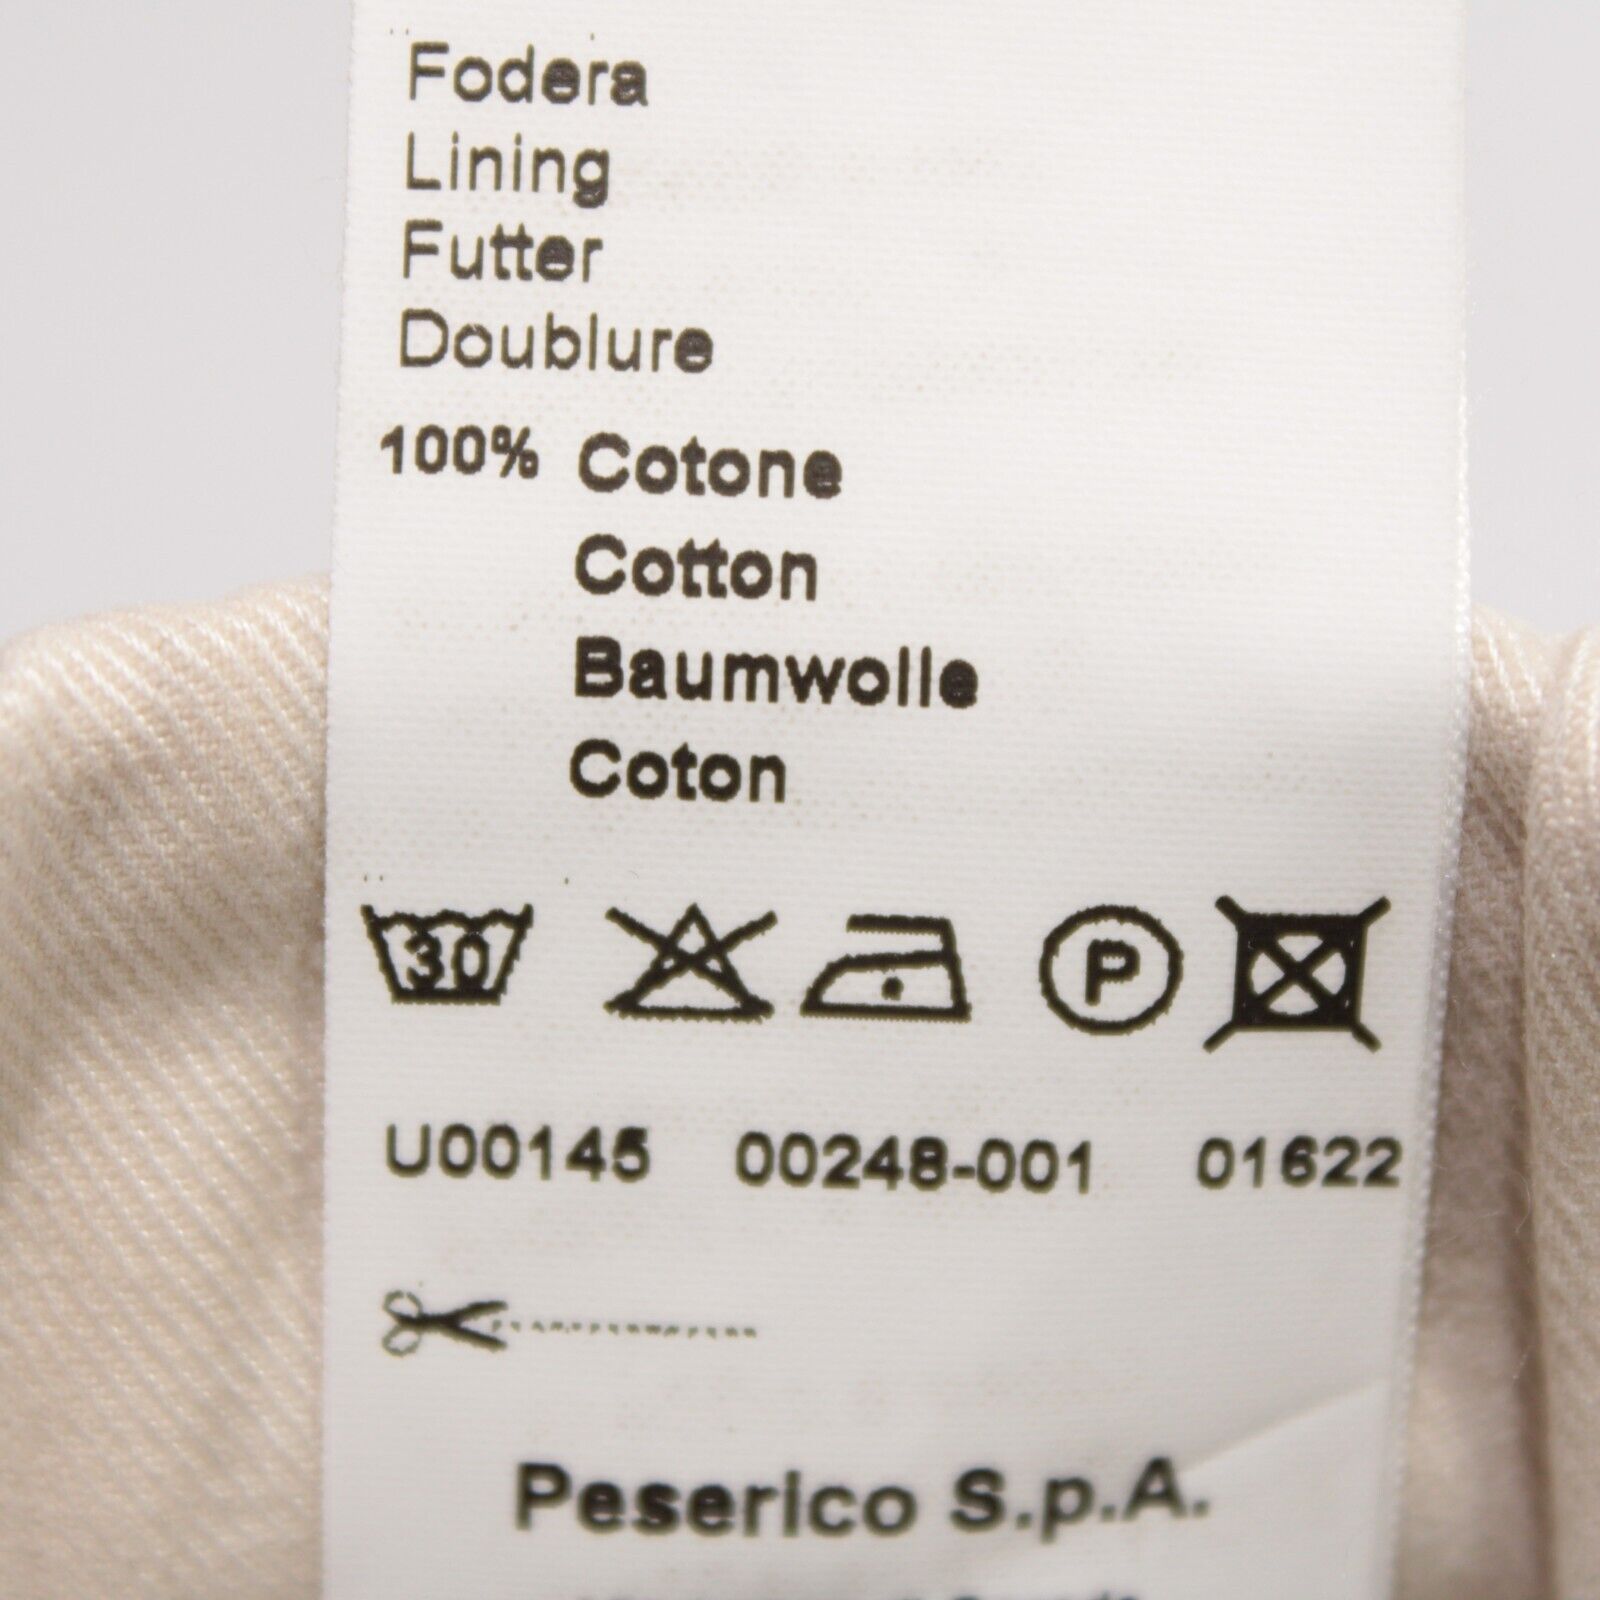 Fodera
Lining
Futter
Doublure
100% Cotone
Cotton
Baumwolle
Coton
30 P
U00145 00248-001 01622
Peserico S.p.A.